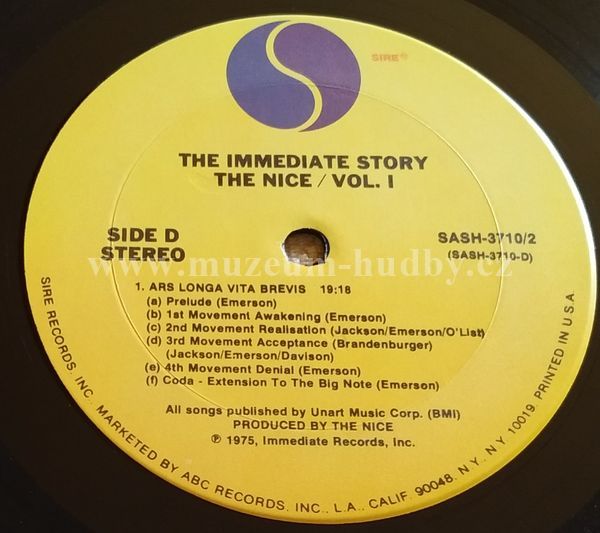 SIRE®
THE IMMEDIATE STORY
THE NICE / VOL. I
SIDE D
STEREO
SASH-3710/2
(SASH-3710-D)
www.muzeum-hudby.cz
1. ARS LONGA VITA BREVIS 19:18
(a) Prelude (Emerson)
(b) 1st Movement Awakening (Emerson)
(c) 2nd Movement Realisation (Jackson/Emerson/O'List)
(d) 3rd Movement Acceptance (Brandenburger)
(Jackson/Emerson/Davison)
(e) 4th Movement Denial (Emerson)
(f) Coda - Extension To The Big Note (Emerson)
All songs published by Unart Music Corp. (BMI)
PRODUCED BY THE NICE
℗ 1975, Immediate Records, Inc.
SIRE RECORDS, INC. MARKETED BY ABC RECORDS, INC., L.A., CALIF. 90048. N.Y., N.Y. 10019. PRINTED IN U.S.A.